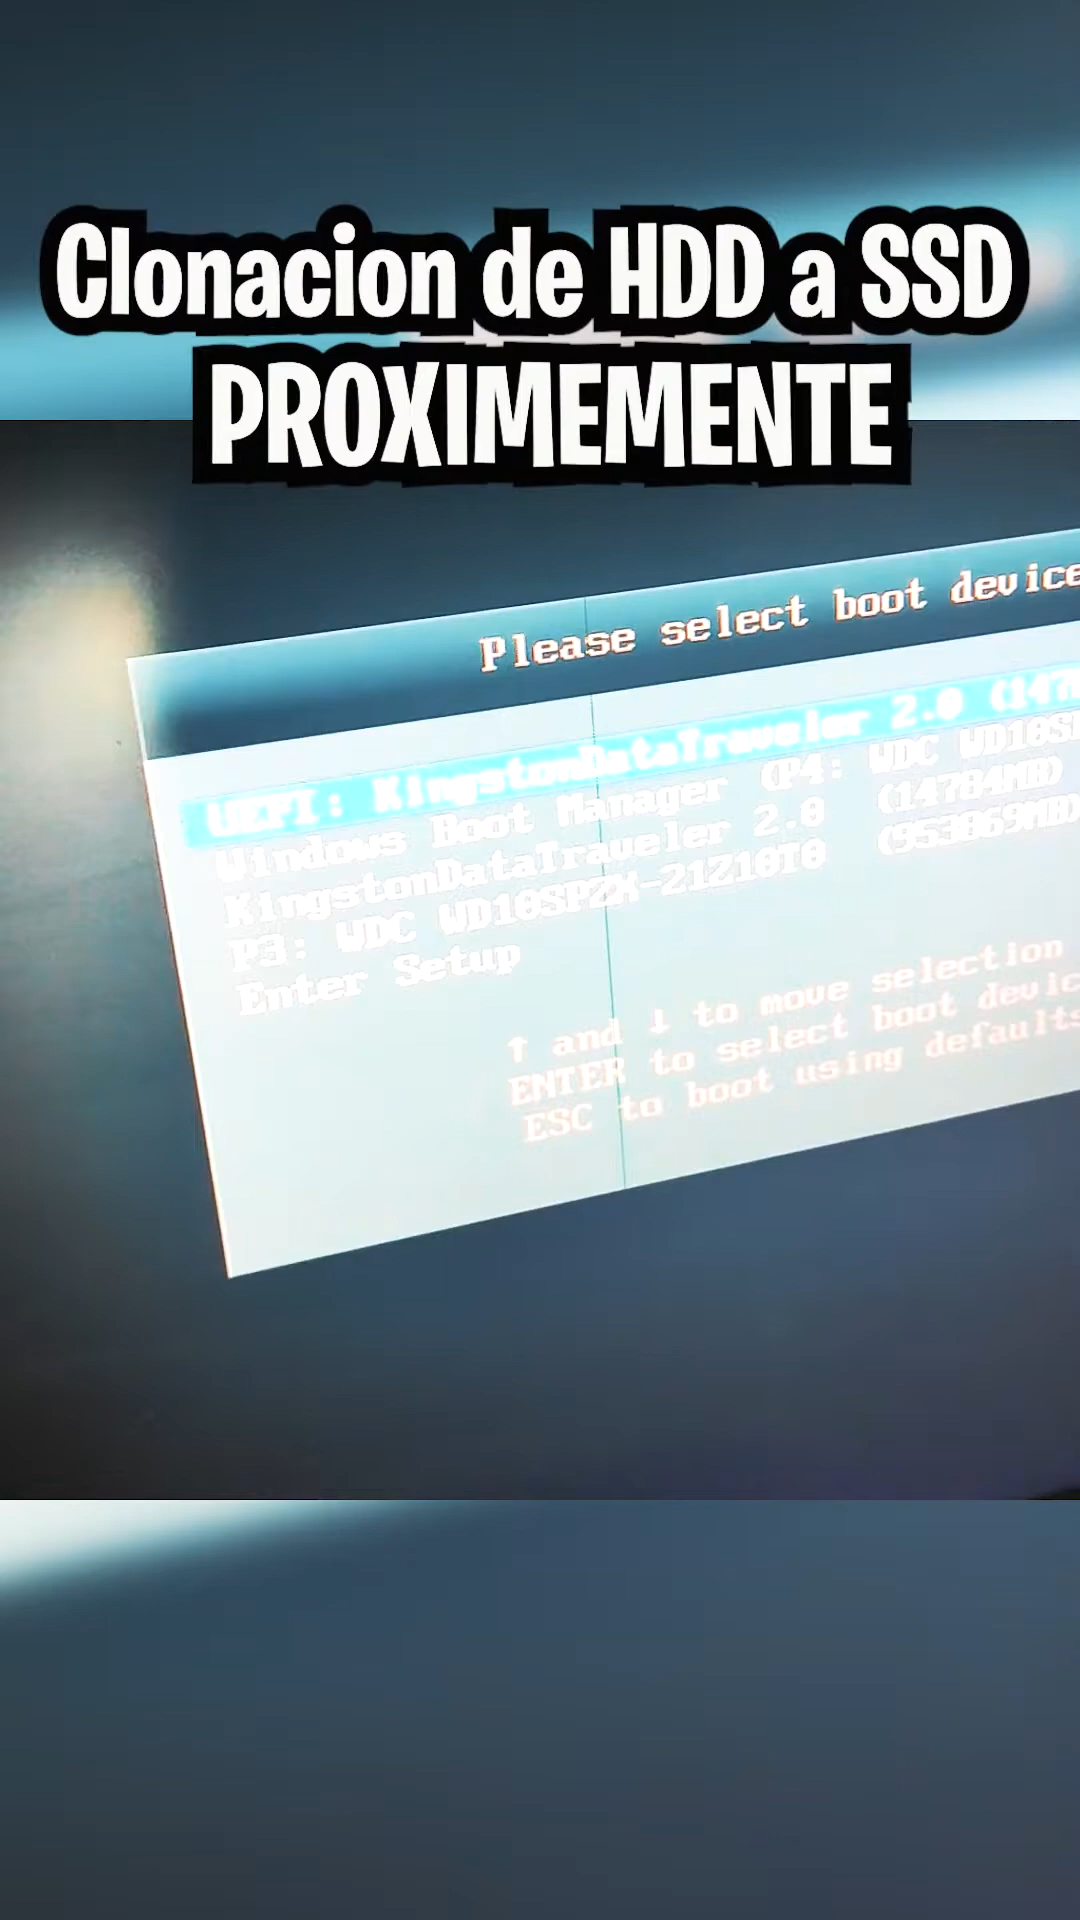 Clonacion de HDD a SSD
PROXIMEMENTE
Please select boot device
UEFI: KingstonDataTraveler 2.0
Windows Boot Manager (P4: WDC
KingstonDataTraveler 2.0 (14784MB)
P3: WDC WD10SPZX-21Z10T0 (953869MB)
Enter Setup
↑ and ↓ to move selection
ENTER to select boot devic
ESC to boot using defaults